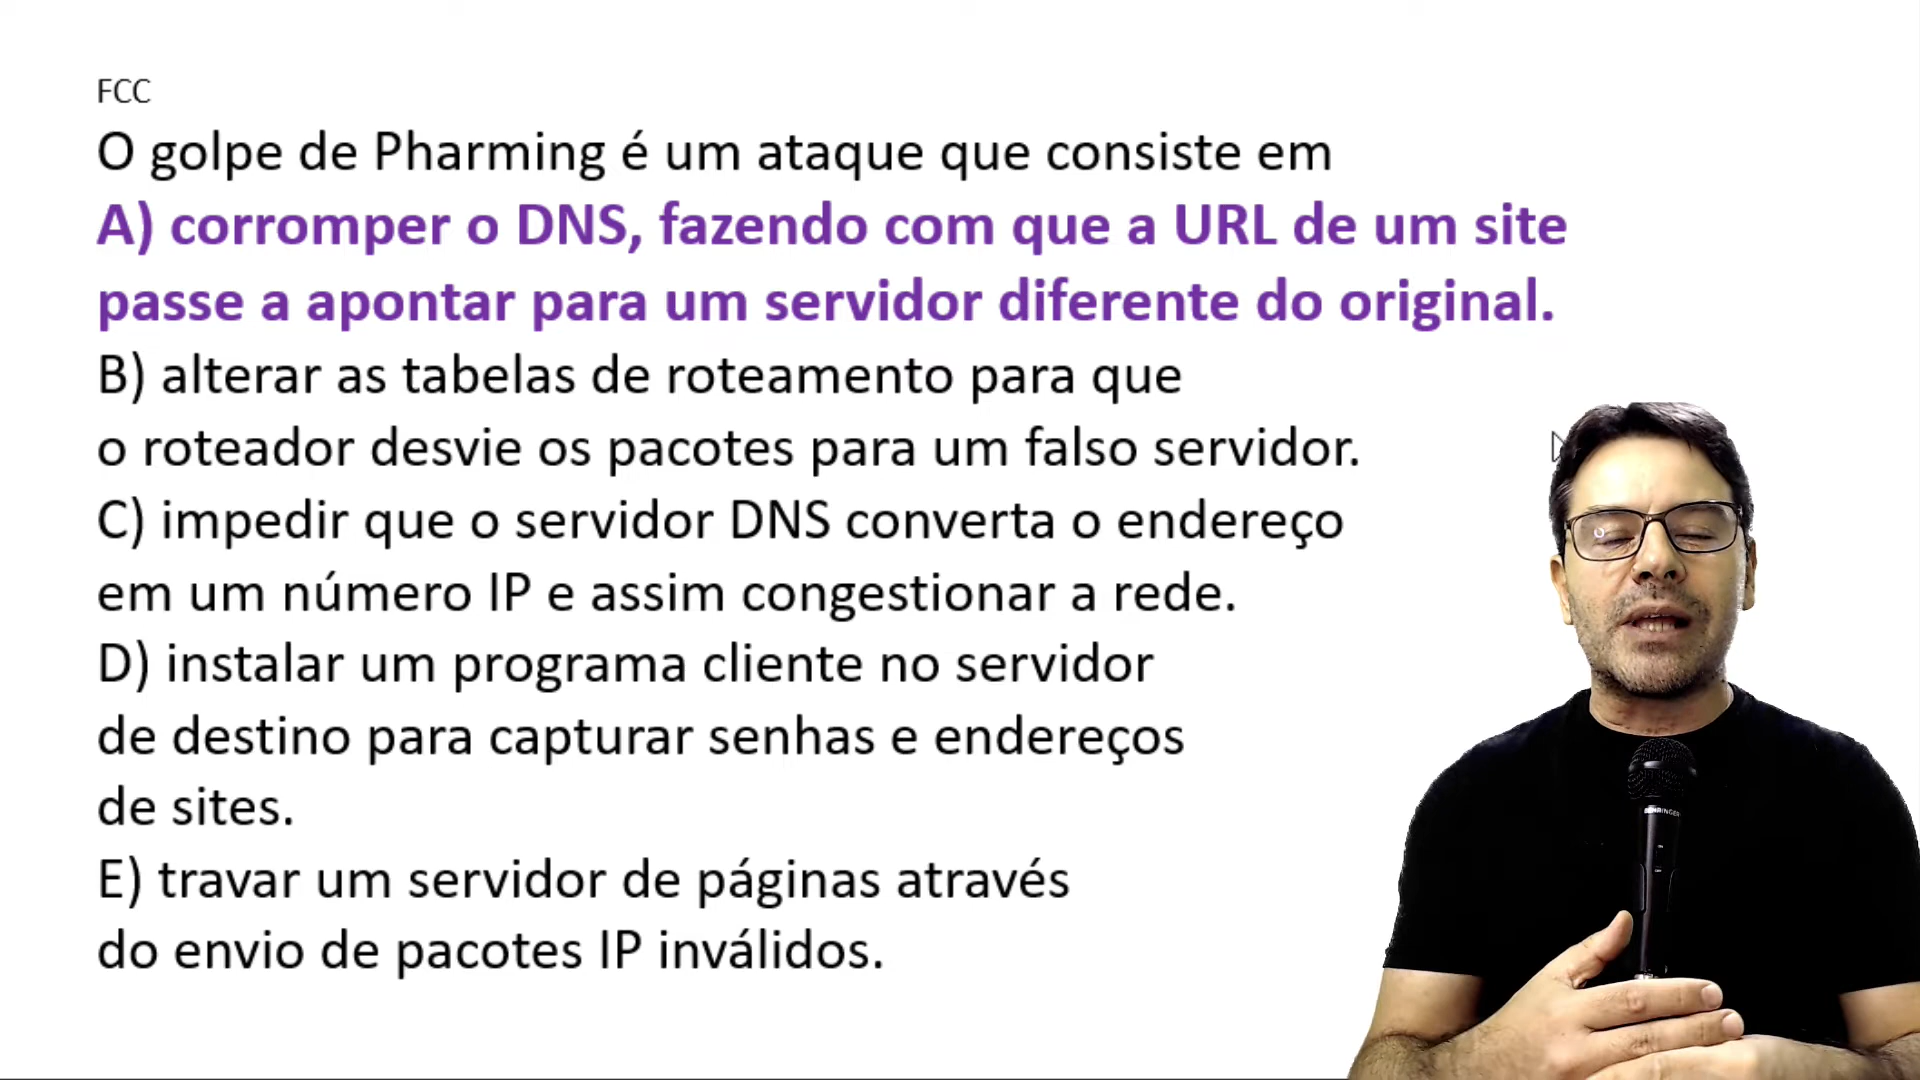 FCC
O golpe de Pharming é um ataque que consiste em
A) corromper o DNS, fazendo com que a URL de um site
passe a apontar para um servidor diferente do original.
B) alterar as tabelas de roteamento para que
o roteador desvie os pacotes para um falso servidor.
C) impedir que o servidor DNS converta o endereço
em um número IP e assim congestionar a rede.
D) instalar um programa cliente no servidor
de destino para capturar senhas e endereços
de sites.
E) travar um servidor de páginas através
do envio de pacotes IP inválidos.
BEHRINGER